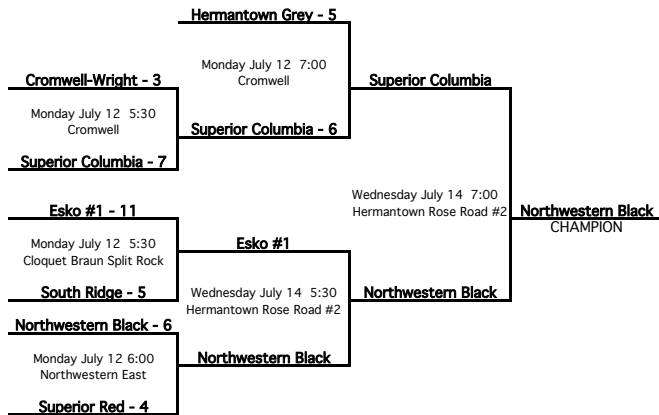 Hermantown Grey - 5
Monday July 12 7:00
Cromwell
Cromwell-Wright - 3
Superior Columbia
Monday July 12 5:30
Cromwell
Superior Columbia - 6
Superior Columbia - 7
Wednesday July 14 7:00
Hermantown Rose Road #2
Esko #1 - 11
Northwestern Black
CHAMPION
Monday July 12 5:30
Cloquet Braun Split Rock
Esko #1
South Ridge - 5
Wednesday July 14 5:30
Hermantown Rose Road #2
Northwestern Black
Northwestern Black - 6
Monday July 12 6:00
Northwestern East
Northwestern Black
Superior Red - 4